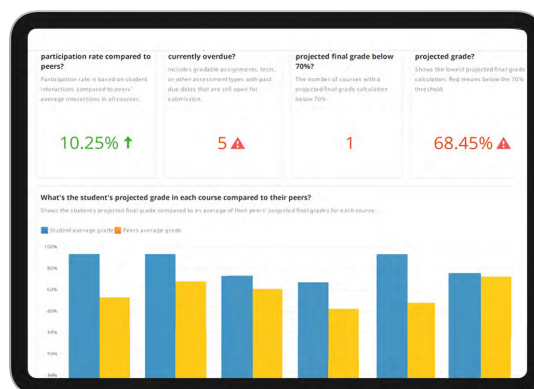 participation rate compared to
peers?
Participation rate is based on student
interactions compared to peers'
average interactions in all courses.
10.25%
currently overdue?
Includes gradable assignments, tests,
or other assessment types with past
due dates that are still open for
submission.
5
projected final grade below
70%?
The number of courses with a
projected final grade calculation
below 70%.
1
projected grade?
Shows the lowest projected final grade
calculation. Red means below the 70%
threshold.
68.45%
What's the student's projected grade in each course compared to their peers?
Shows the student's projected final grade compared to an average of their peers' projected final grades for each course.
Student average grade Peers average grade
100%